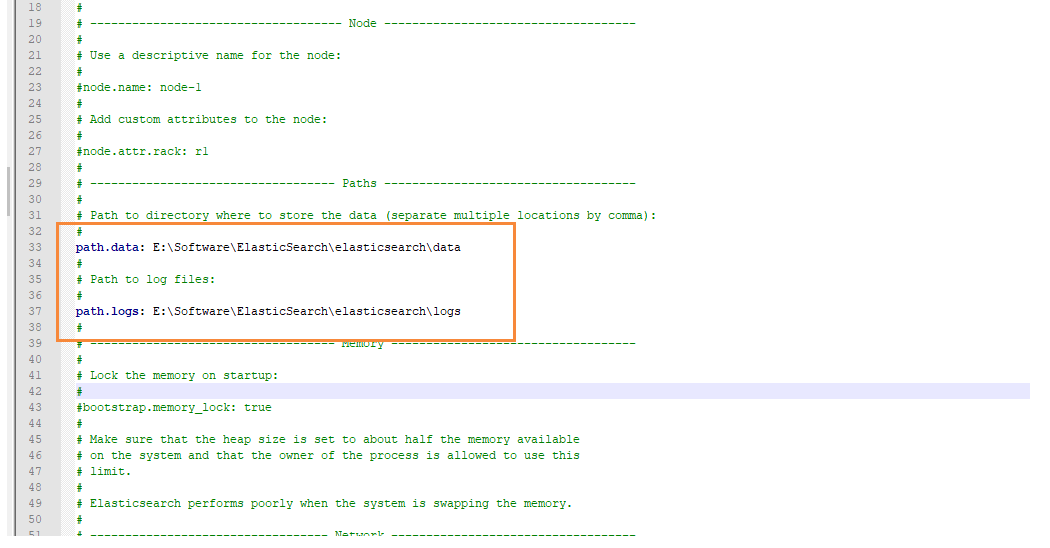 18 #
19 # ------------------------------------ Node ------------------------------------
20 #
21 # Use a descriptive name for the node:
22 #
23 #node.name: node-1
24 #
25 # Add custom attributes to the node:
26 #
27 #node.attr.rack: r1
28 #
29 # ----------------------------------- Paths ------------------------------------
30 #
31 # Path to directory where to store the data (separate multiple locations by comma):
32 #
33 path.data: E:\Software\ElasticSearch\elasticsearch\data
34 #
35 # Path to log files:
36 #
37 path.logs: E:\Software\ElasticSearch\elasticsearch\logs
38 #
39 # ----------------------------------- Memory -----------------------------------
40 #
41 # Lock the memory on startup:
42 #
43 #bootstrap.memory_lock: true
44 #
45 # Make sure that the heap size is set to about half the memory available
46 # on the system and that the owner of the process is allowed to use this
47 # limit.
48 #
49 # Elasticsearch performs poorly when the system is swapping the memory.
50 #
51 # ---------------------------------- Network -----------------------------------